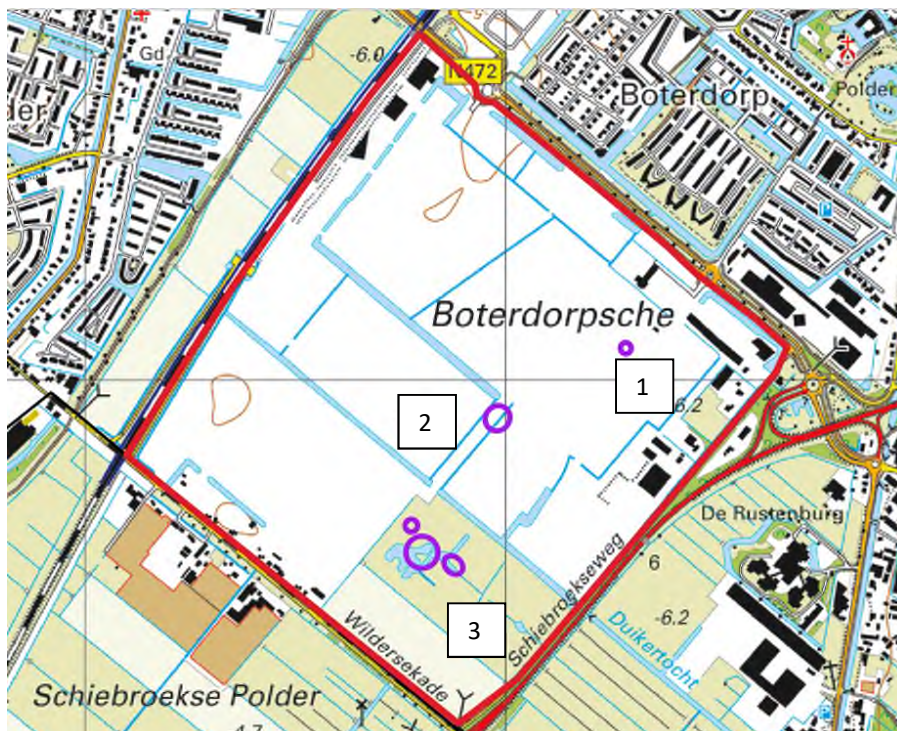 Gd
-6.0
N472
Boterdorp
Polder
der
Boterdorpsche
1
6.2
2
De Rustenburg
6
-6.2
3
Schiebroekseweg
Duikertocht
Wildersekade
Schiebroekse Polder